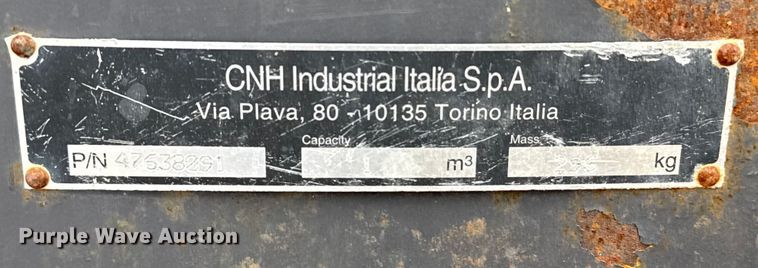 CNH Industrial Italia S.p.A.
Via Plava, 80 - 10135 Torino Italia
P/N 47638291
Capacity m³
Mass kg
Purple Wave Auction